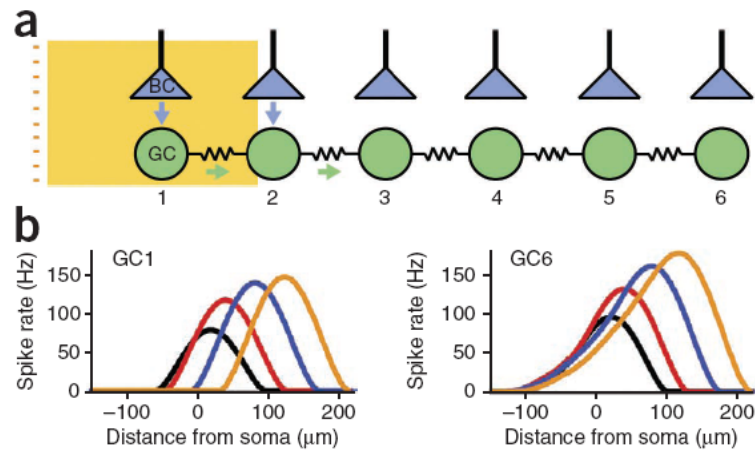 a
BC
GC
1 2 3 4 5 6
b
GC1
Spike rate (Hz)
150
100
50
0
–100 0 100 200
Distance from soma (μm)
GC6
Spike rate (Hz)
150
100
50
0
–100 0 100 200
Distance from soma (μm)